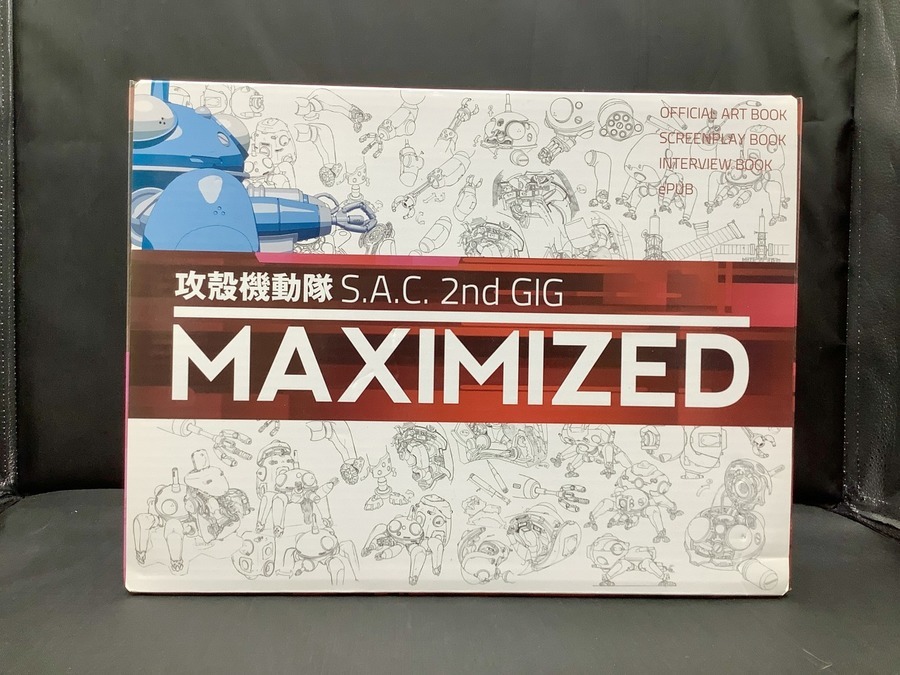 OFFICIAL ART BOOK
SCREENPLAY BOOK
INTERVIEW BOOK
ePUB
攻殻機動隊 S.A.C. 2nd GIG
MAXIMIZED